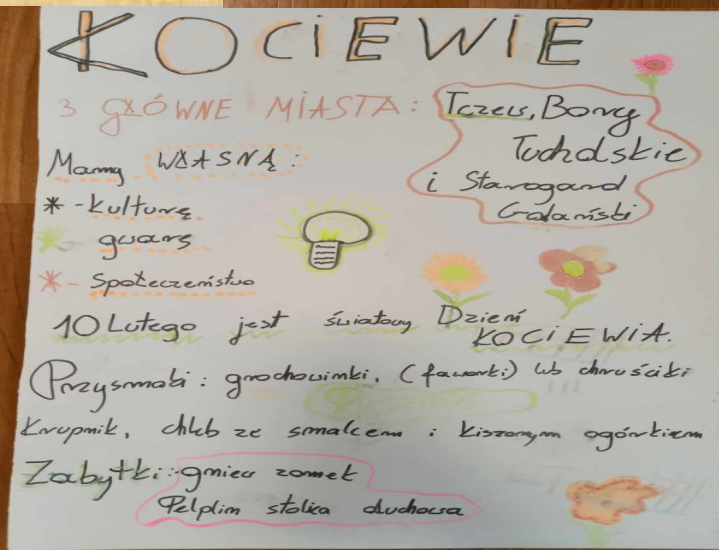 KOCIEWIE
3 GŁÓWNE MIASTA: Tczew, Bory
Tucholskie
i Starogard
Gdański
Mamy WŁASNĄ:
* - Kulturę
gwarę
* - Społeczeństwo
10 Lutego jest światowy Dzień
KOCIEWIA.
Przysmaki: grochowinki, (faworki) lub chruściki
Krupnik, chleb ze smalcem i kiszonym ogórkiem
Zabytki: gniew zamek
Pelplin stolica duchowa